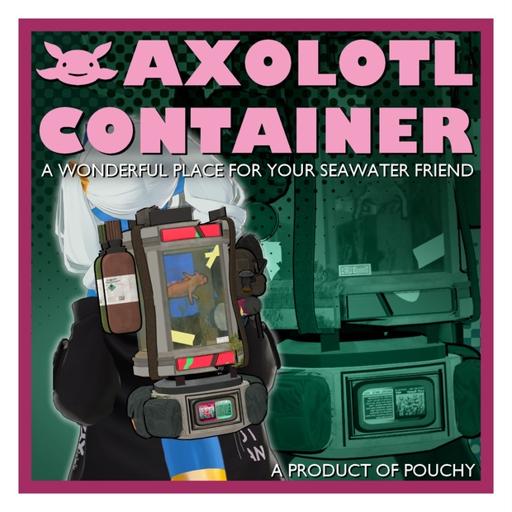 AXOLOTL
CONTAINER
A WONDERFUL PLACE FOR YOUR SEAWATER FRIEND
A PRODUCT OF POUCHY